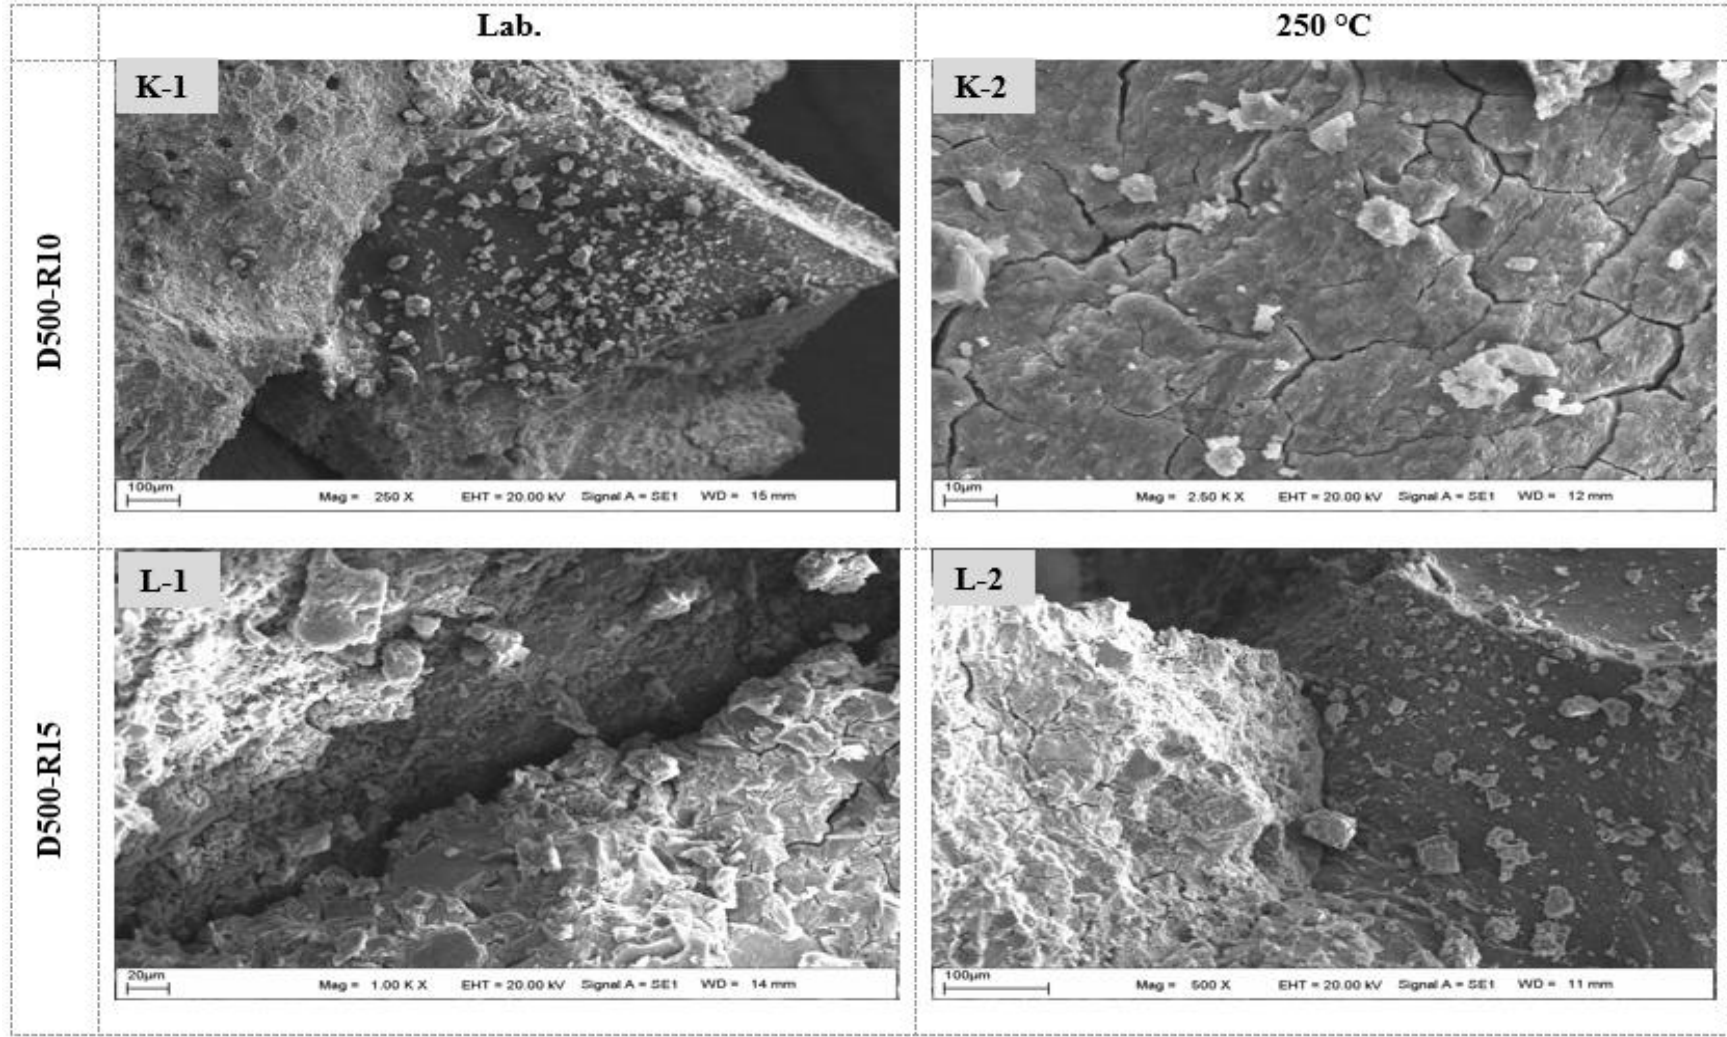 Lab.
250 °C
D500-R10
K-1
100µm
Mag = 250 X EHT = 20.00 kV Signal A = SE1 WD = 15 mm
K-2
10µm
Mag = 2.50 K X EHT = 20.00 kV Signal A = SE1 WD = 12 mm
D500-R15
L-1
20µm
Mag = 1.00 K X EHT = 20.00 kV Signal A = SE1 WD = 14 mm
L-2
100µm
Mag = 500 X EHT = 20.00 kV Signal A = SE1 WD = 11 mm